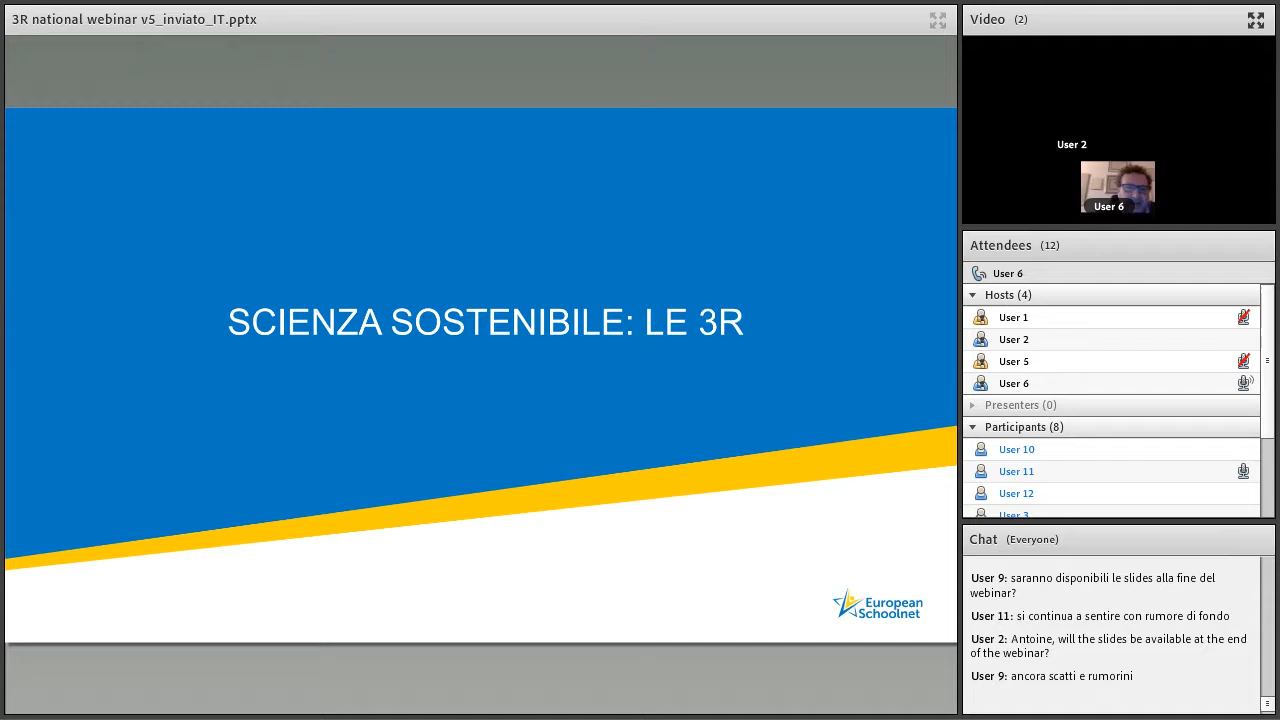 3R national webinar v5_inviato_IT.pptx
SCIENZA SOSTENIBILE: LE 3R
European
Schoolnet
Video (2)
User 2
User 6
Attendees (12)
User 6
Hosts (4)
User 1
User 2
User 5
User 6
Presenters (0)
Participants (8)
User 10
User 11
User 12
User 3
Chat (Everyone)
User 9: saranno disponibili le slides alla fine del
webinar?
User 11: si continua a sentire con rumore di fondo
User 2: Antoine, will the slides be available at the end
of the webinar?
User 9: ancora scatti e rumorini